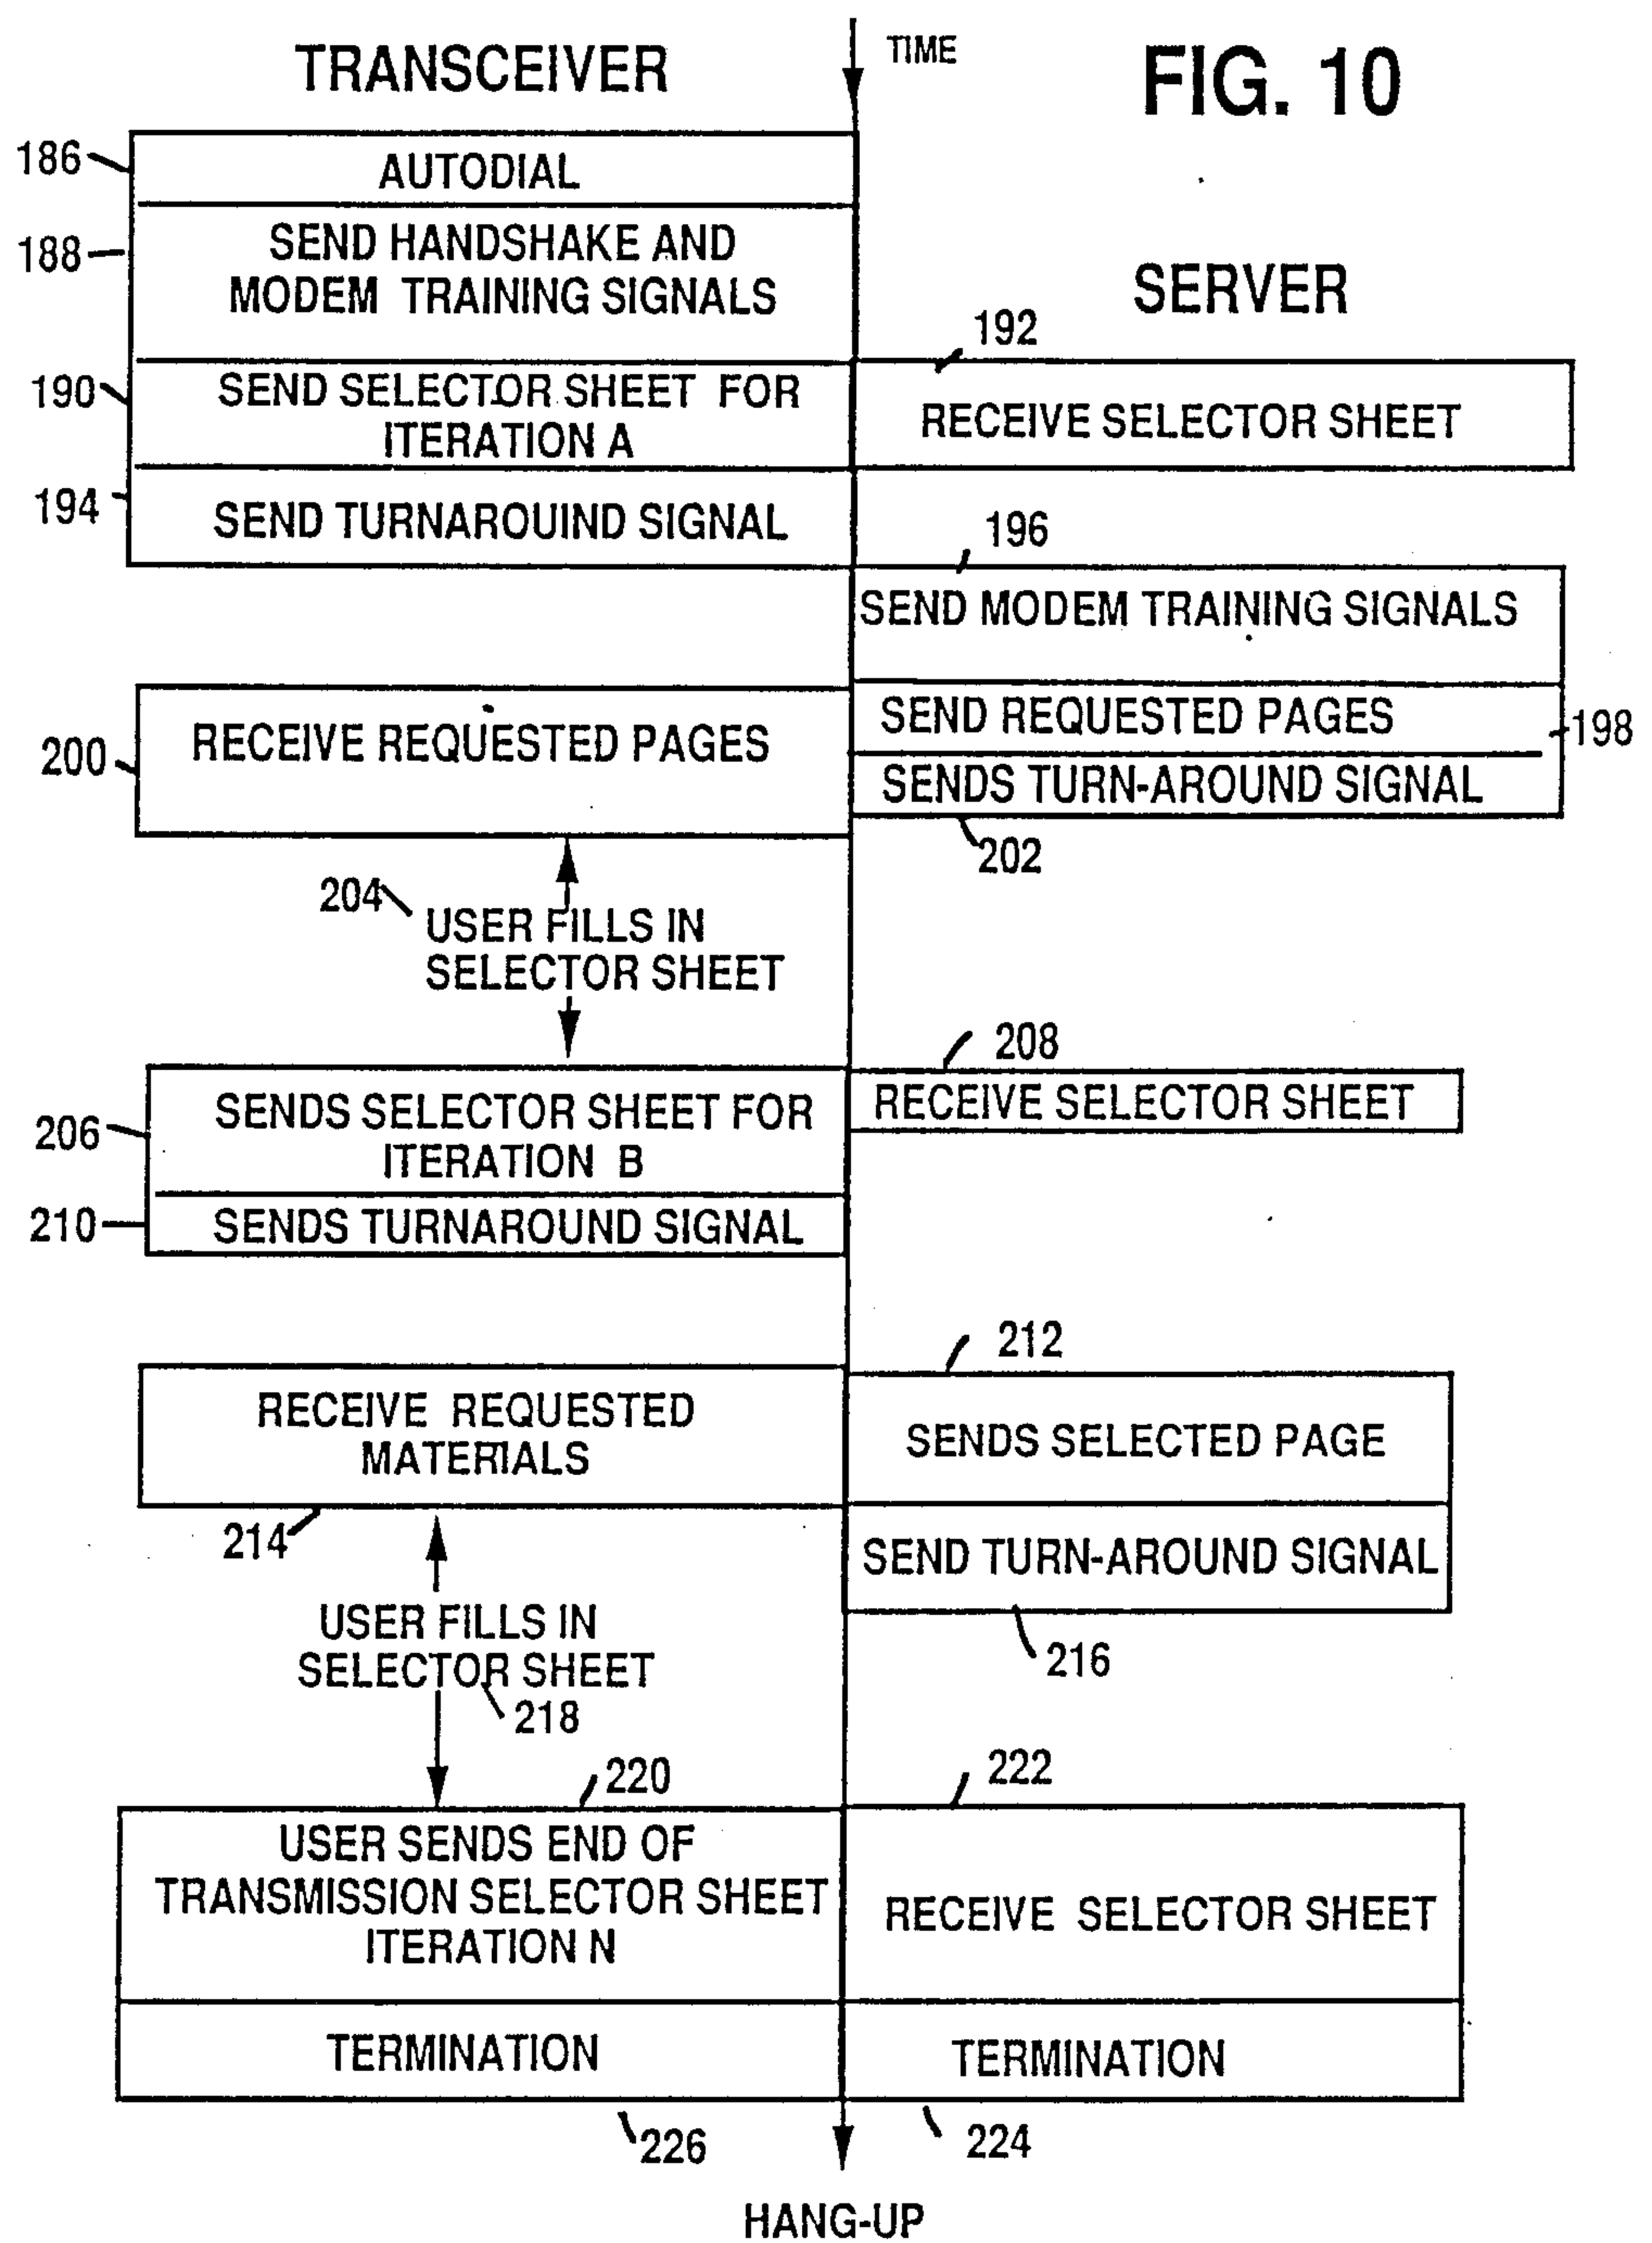 TRANSCEIVER
TIME
FIG. 10
186
AUTODIAL
188
SEND HANDSHAKE AND
MODEM TRAINING SIGNALS
SERVER
192
190
SEND SELECTOR SHEET FOR
ITERATION A
RECEIVE SELECTOR SHEET
194
SEND TURNAROUIND SIGNAL
196
SEND MODEM TRAINING SIGNALS
200
RECEIVE REQUESTED PAGES
SEND REQUESTED PAGES
198
SENDS TURN-AROUND SIGNAL
202
204
USER FILLS IN
SELECTOR SHEET
208
RECEIVE SELECTOR SHEET
206
SENDS SELECTOR SHEET FOR
ITERATION B
210
SENDS TURNAROUND SIGNAL
212
RECEIVE REQUESTED
MATERIALS
SENDS SELECTED PAGE
214
SEND TURN-AROUND SIGNAL
216
USER FILLS IN
SELECTOR SHEET
218
220
222
USER SENDS END OF
TRANSMISSION SELECTOR SHEET
ITERATION N
RECEIVE SELECTOR SHEET
TERMINATION
TERMINATION
226
224
HANG-UP